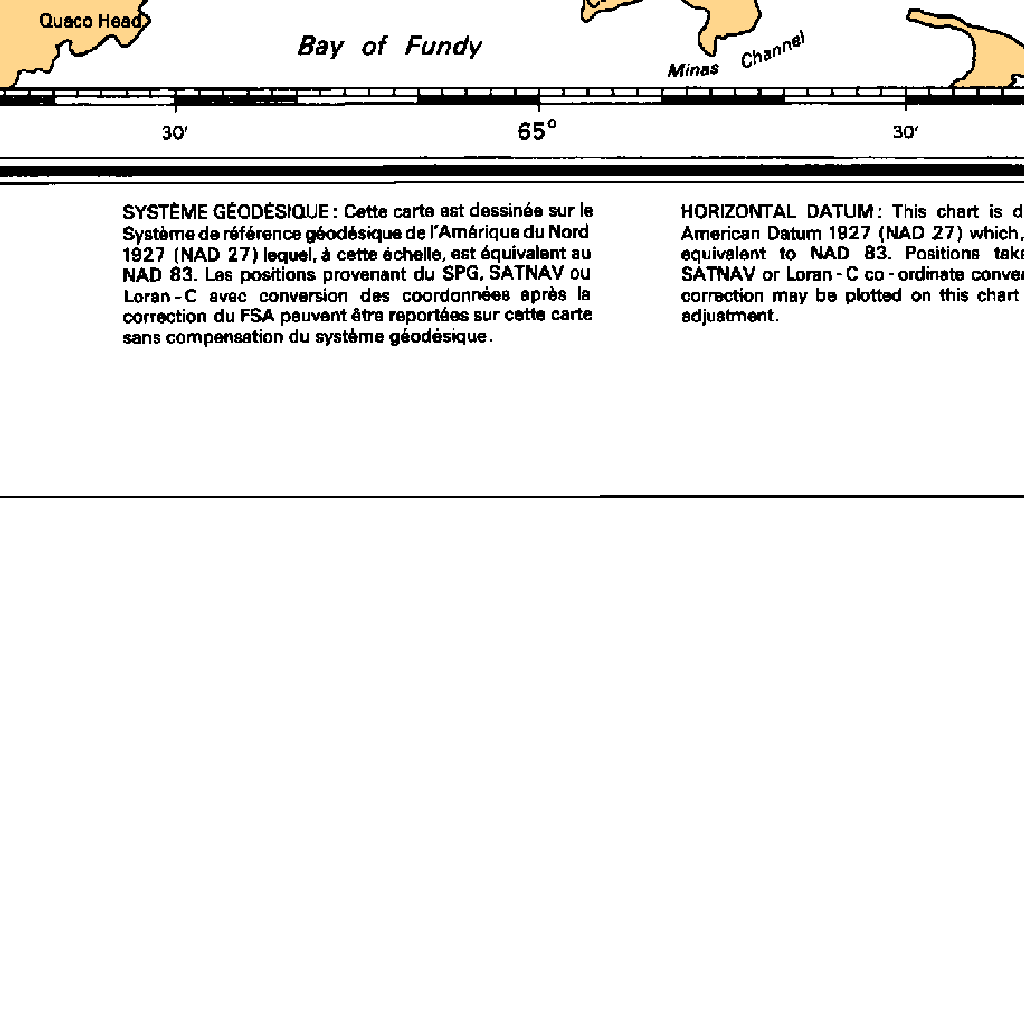 Quaco Head
Bay of Fundy
Minas Channel
30'
65°
30'
SYSTÈME GÉODÉSIQUE : Cette carte est dessinée sur le
Système de référence géodésique de l'Amérique du Nord
1927 (NAD 27) lequel, à cette échelle, est équivalent au
NAD 83. Les positions provenant du SPG, SATNAV ou
Loran - C avec conversion des coordonnées après la
correction du FSA peuvent être reportées sur cette carte
sans compensation du système géodésique.
HORIZONTAL DATUM : This chart is d
American Datum 1927 (NAD 27) which,
equivalent to NAD 83. Positions take
SATNAV or Loran - C co - ordinate conve
correction may be plotted on this chart
adjustment.